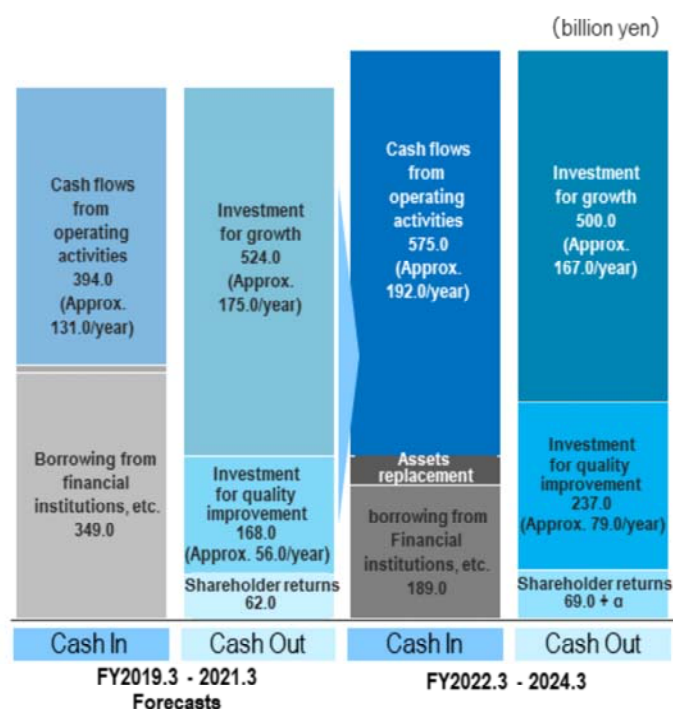 (billion yen)
Cash flows
from
operating
activities
394.0
(Approx.
131.0/year)
Borrowing from
financial
institutions, etc.
349.0
Investment
for growth
524.0
(Approx.
175.0/year)
Investment
for quality
improvement
168.0
(Approx. 56.0/year)
Shareholder returns
62.0
Cash flows
from
operating
activities
575.0
(Approx.
192.0/year)
Assets
replacement
borrowing from
Financial
institutions, etc.
189.0
Investment
for growth
500.0
(Approx.
167.0/year)
Investment
for quality
improvement
237.0
(Approx. 79.0/year)
Shareholder returns
69.0 + α
Cash In
Cash Out
Cash In
Cash Out
FY2019.3 - 2021.3
Forecasts
FY2022.3 - 2024.3